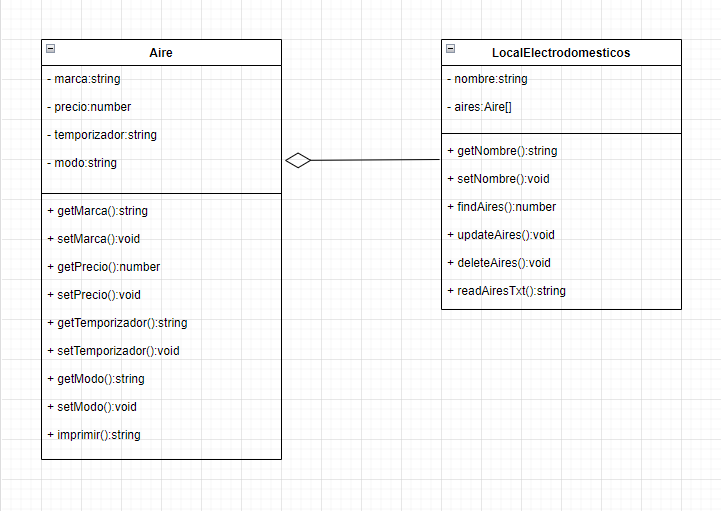 Aire
- marca:string
- precio:number
- temporizador:string
- modo:string
+ getMarca():string
+ setMarca():void
+ getPrecio():number
+ setPrecio():void
+ getTemporizador():string
+ setTemporizador():void
+ getModo():string
+ setModo():void
+ imprimir():string
LocalElectrodomesticos
- nombre:string
- aires:Aire[]
+ getNombre():string
+ setNombre():void
+ findAires():number
+ updateAires():void
+ deleteAires():void
+ readAiresTxt():string